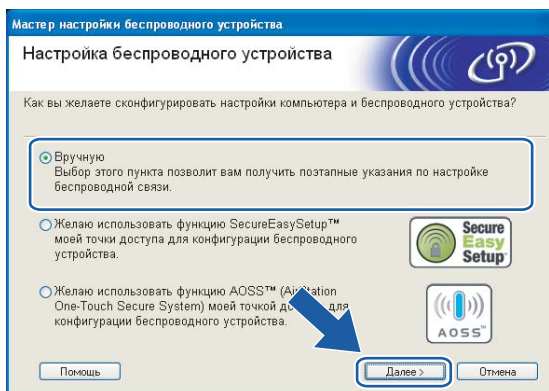 Мастер настройки беспроводного устройства
Настройка беспроводного устройства
Как вы желаете сконфигурировать настройки компьютера и беспроводного устройства?
Вручную
Выбор этого пункта позволит вам получить поэтапные указания по настройке
беспроводной связи.
Желаю использовать функцию SecureEasySetup™
моей точки доступа для конфигурации беспроводного
устройства.
Secure
Easy
Setup™
Желаю использовать функцию AOSS™
One-Touch Secure System) моей точкой для
конфигурации беспроводного устройства.
AOSS™
Помощь
Далее >
Отмена